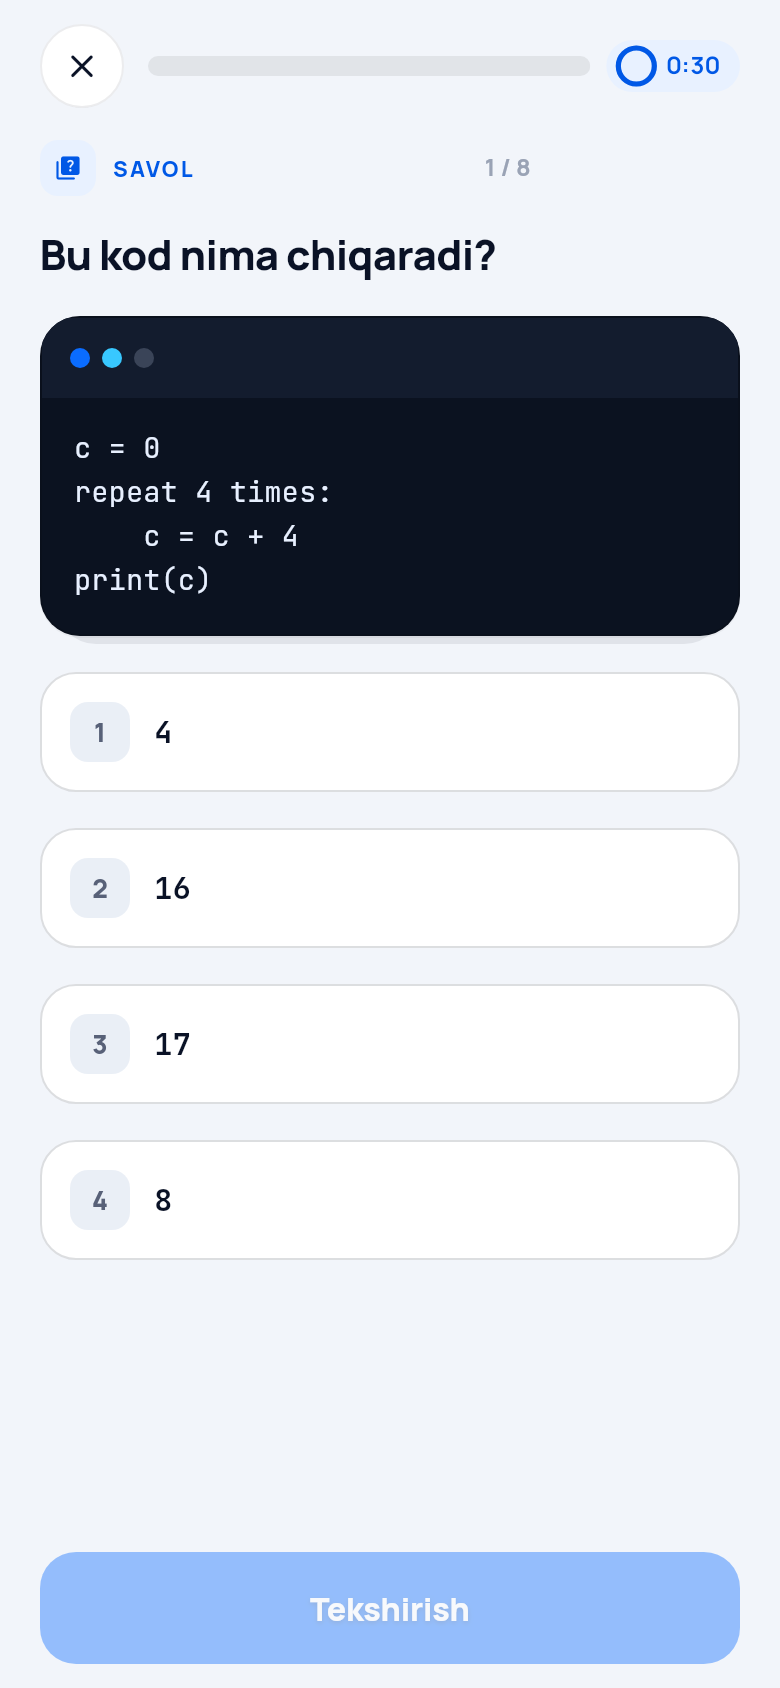 0:30
SAVOL
1 / 8
Bu kod nima chiqaradi?
c = 0
repeat 4 times:
    c = c + 4
print(c)
1 4
2 16
3 17
4 8
Tekshirish